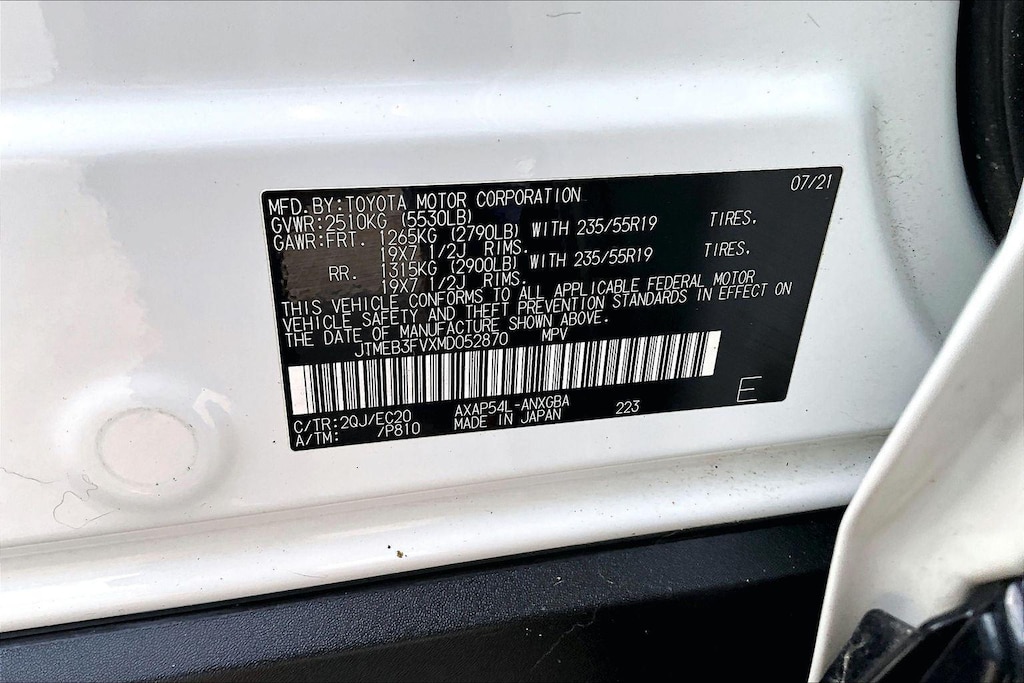 07/21
MFD.BY:TOYOTA MOTOR CORPORATION
GVWR:2510KG (5530LB)
GAWR:FRT. 1265KG (2790LB) WITH 235/55R19 TIRES.
19X7 1/2J RIMS.
RR. 1315KG (2900LB) WITH 235/55R19 TIRES.
19X7 1/2J RIMS.
THIS VEHICLE CONFORMS TO ALL APPLICABLE FEDERAL MOTOR
VEHICLE SAFETY AND THEFT PREVENTION STANDARDS IN EFFECT ON
THE DATE OF MANUFACTURE SHOWN ABOVE.
JTMEB3FVXMD052870 MPV
C/TR:2QJ/EC20 AXAP54L-ANXGBA 223 E
A/TM: /P810 MADE IN JAPAN